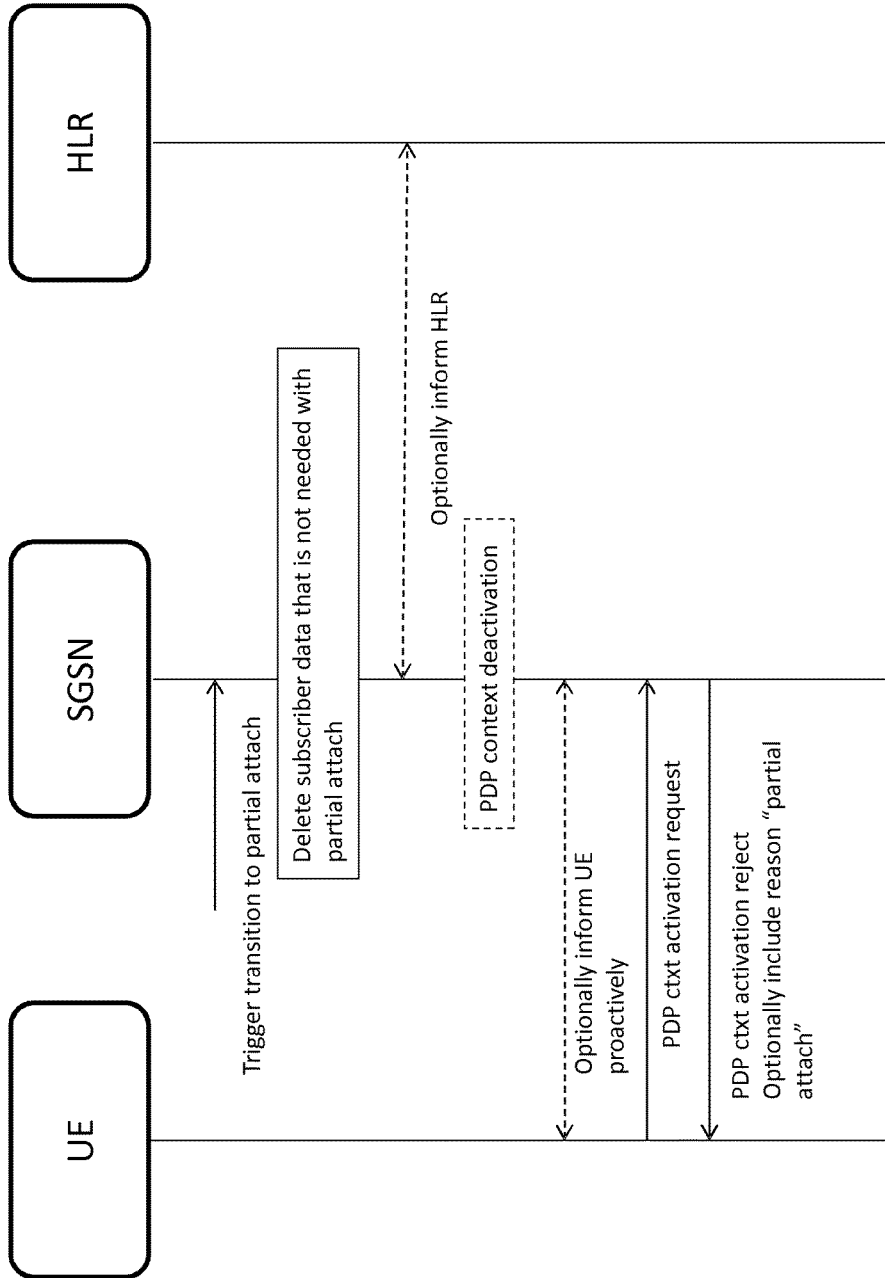 UE
SGSN
HLR
Trigger transition to partial attach
Delete subscriber data that is not needed with
partial attach
Optionally inform HLR
PDP context deactivation
Optionally inform UE
proactively
PDP ctxt activation request
PDP ctxt activation reject
Optionally include reason “partial
attach”